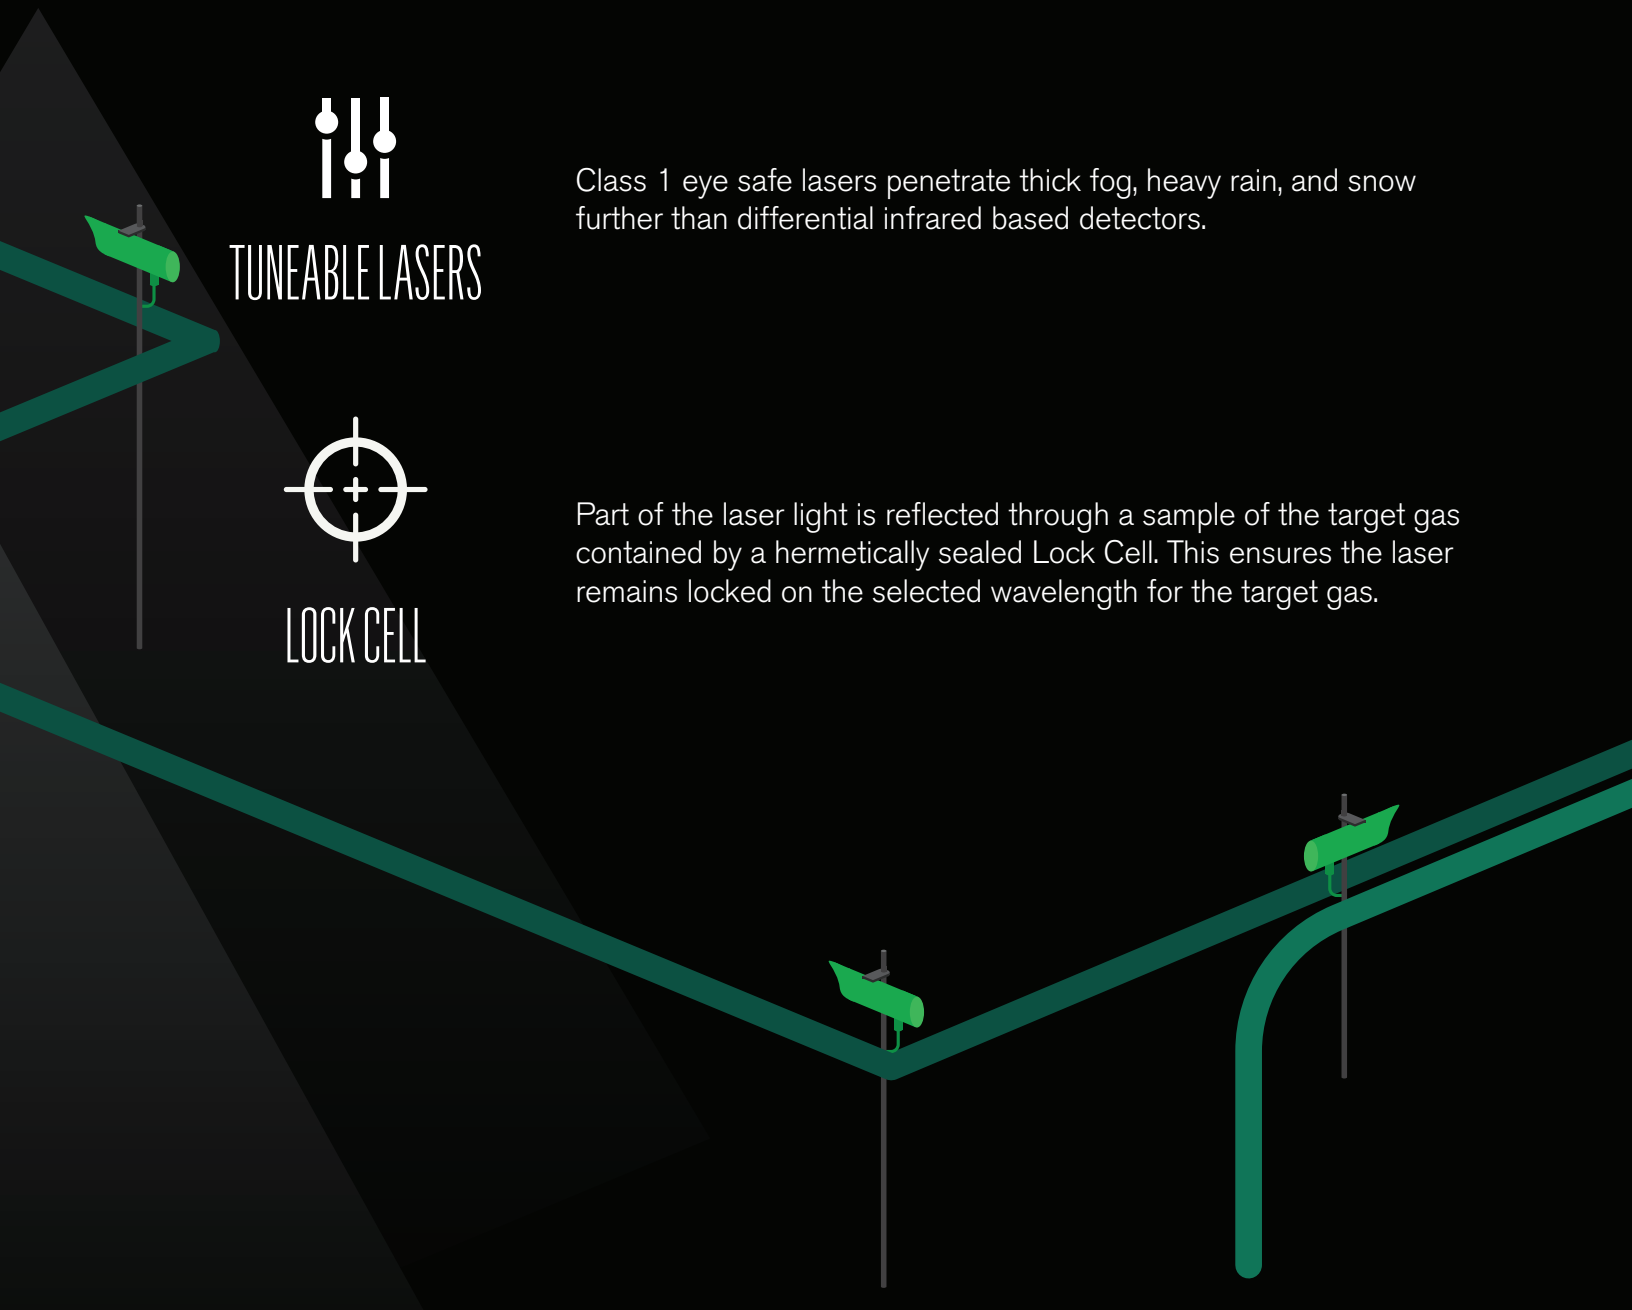 Class 1 eye safe lasers penetrate thick fog, heavy rain, and snow
further than differential infrared based detectors.
TUNEABLE LASERS
Part of the laser light is reflected through a sample of the target gas
contained by a hermetically sealed Lock Cell. This ensures the laser
remains locked on the selected wavelength for the target gas.
LOCK CELL